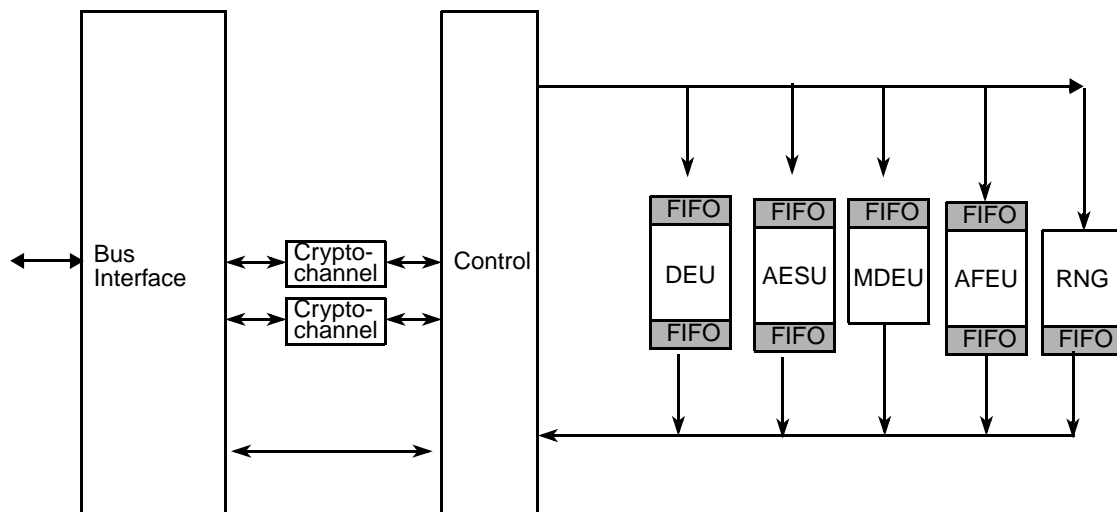 FIFO FIFO FIFO FIFO
Bus
Interface
Crypto-
channel
Control
DEU AESU MDEU AFEU RNG
Crypto-
channel
FIFO FIFO FIFO FIFO